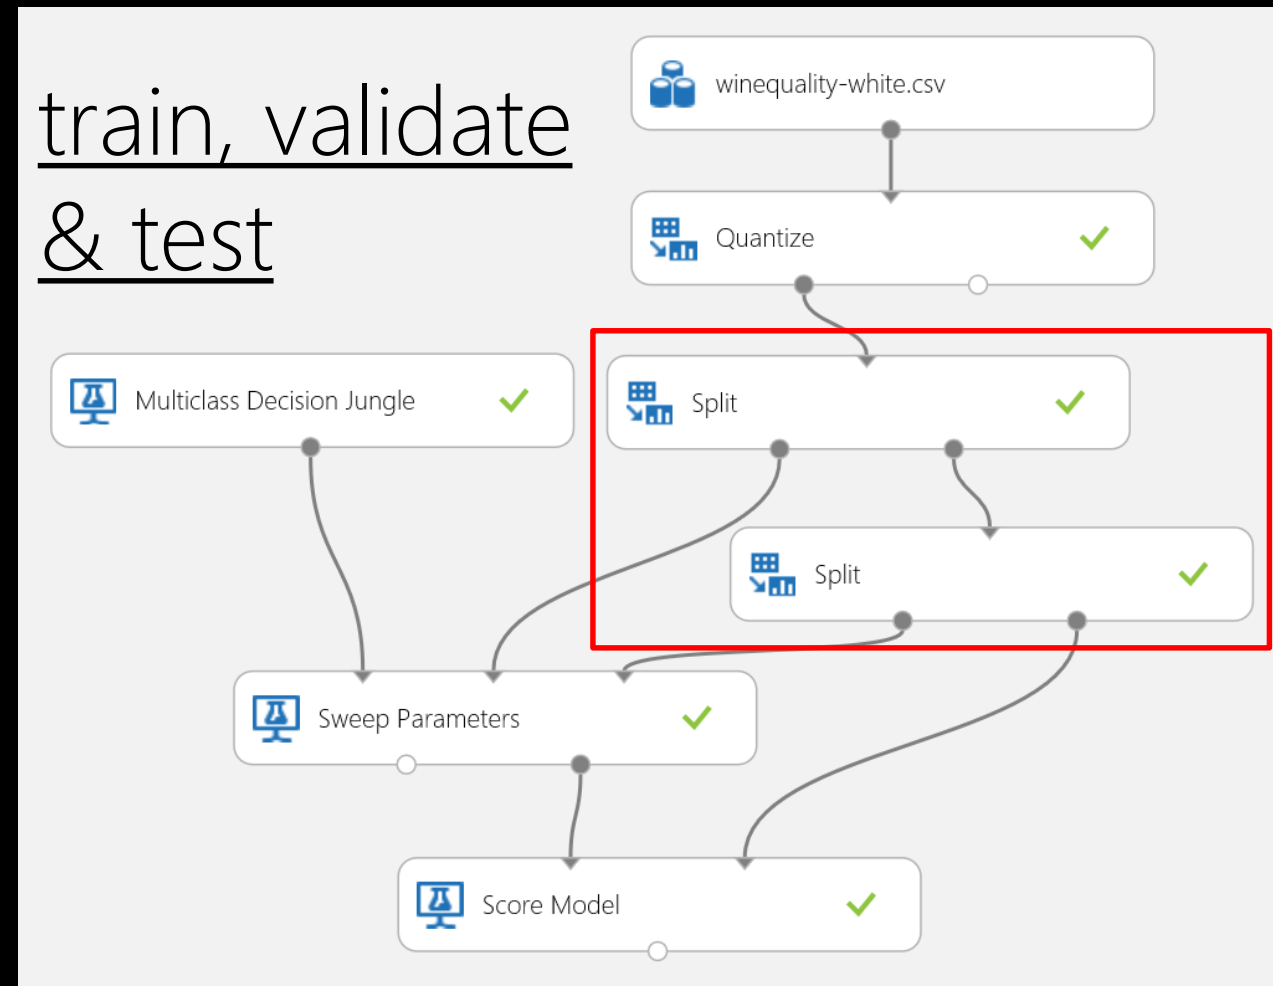 train, validate
& test
winequality-white.csv
Quantize
Multiclass Decision Jungle
Split
Split
Sweep Parameters
Score Model